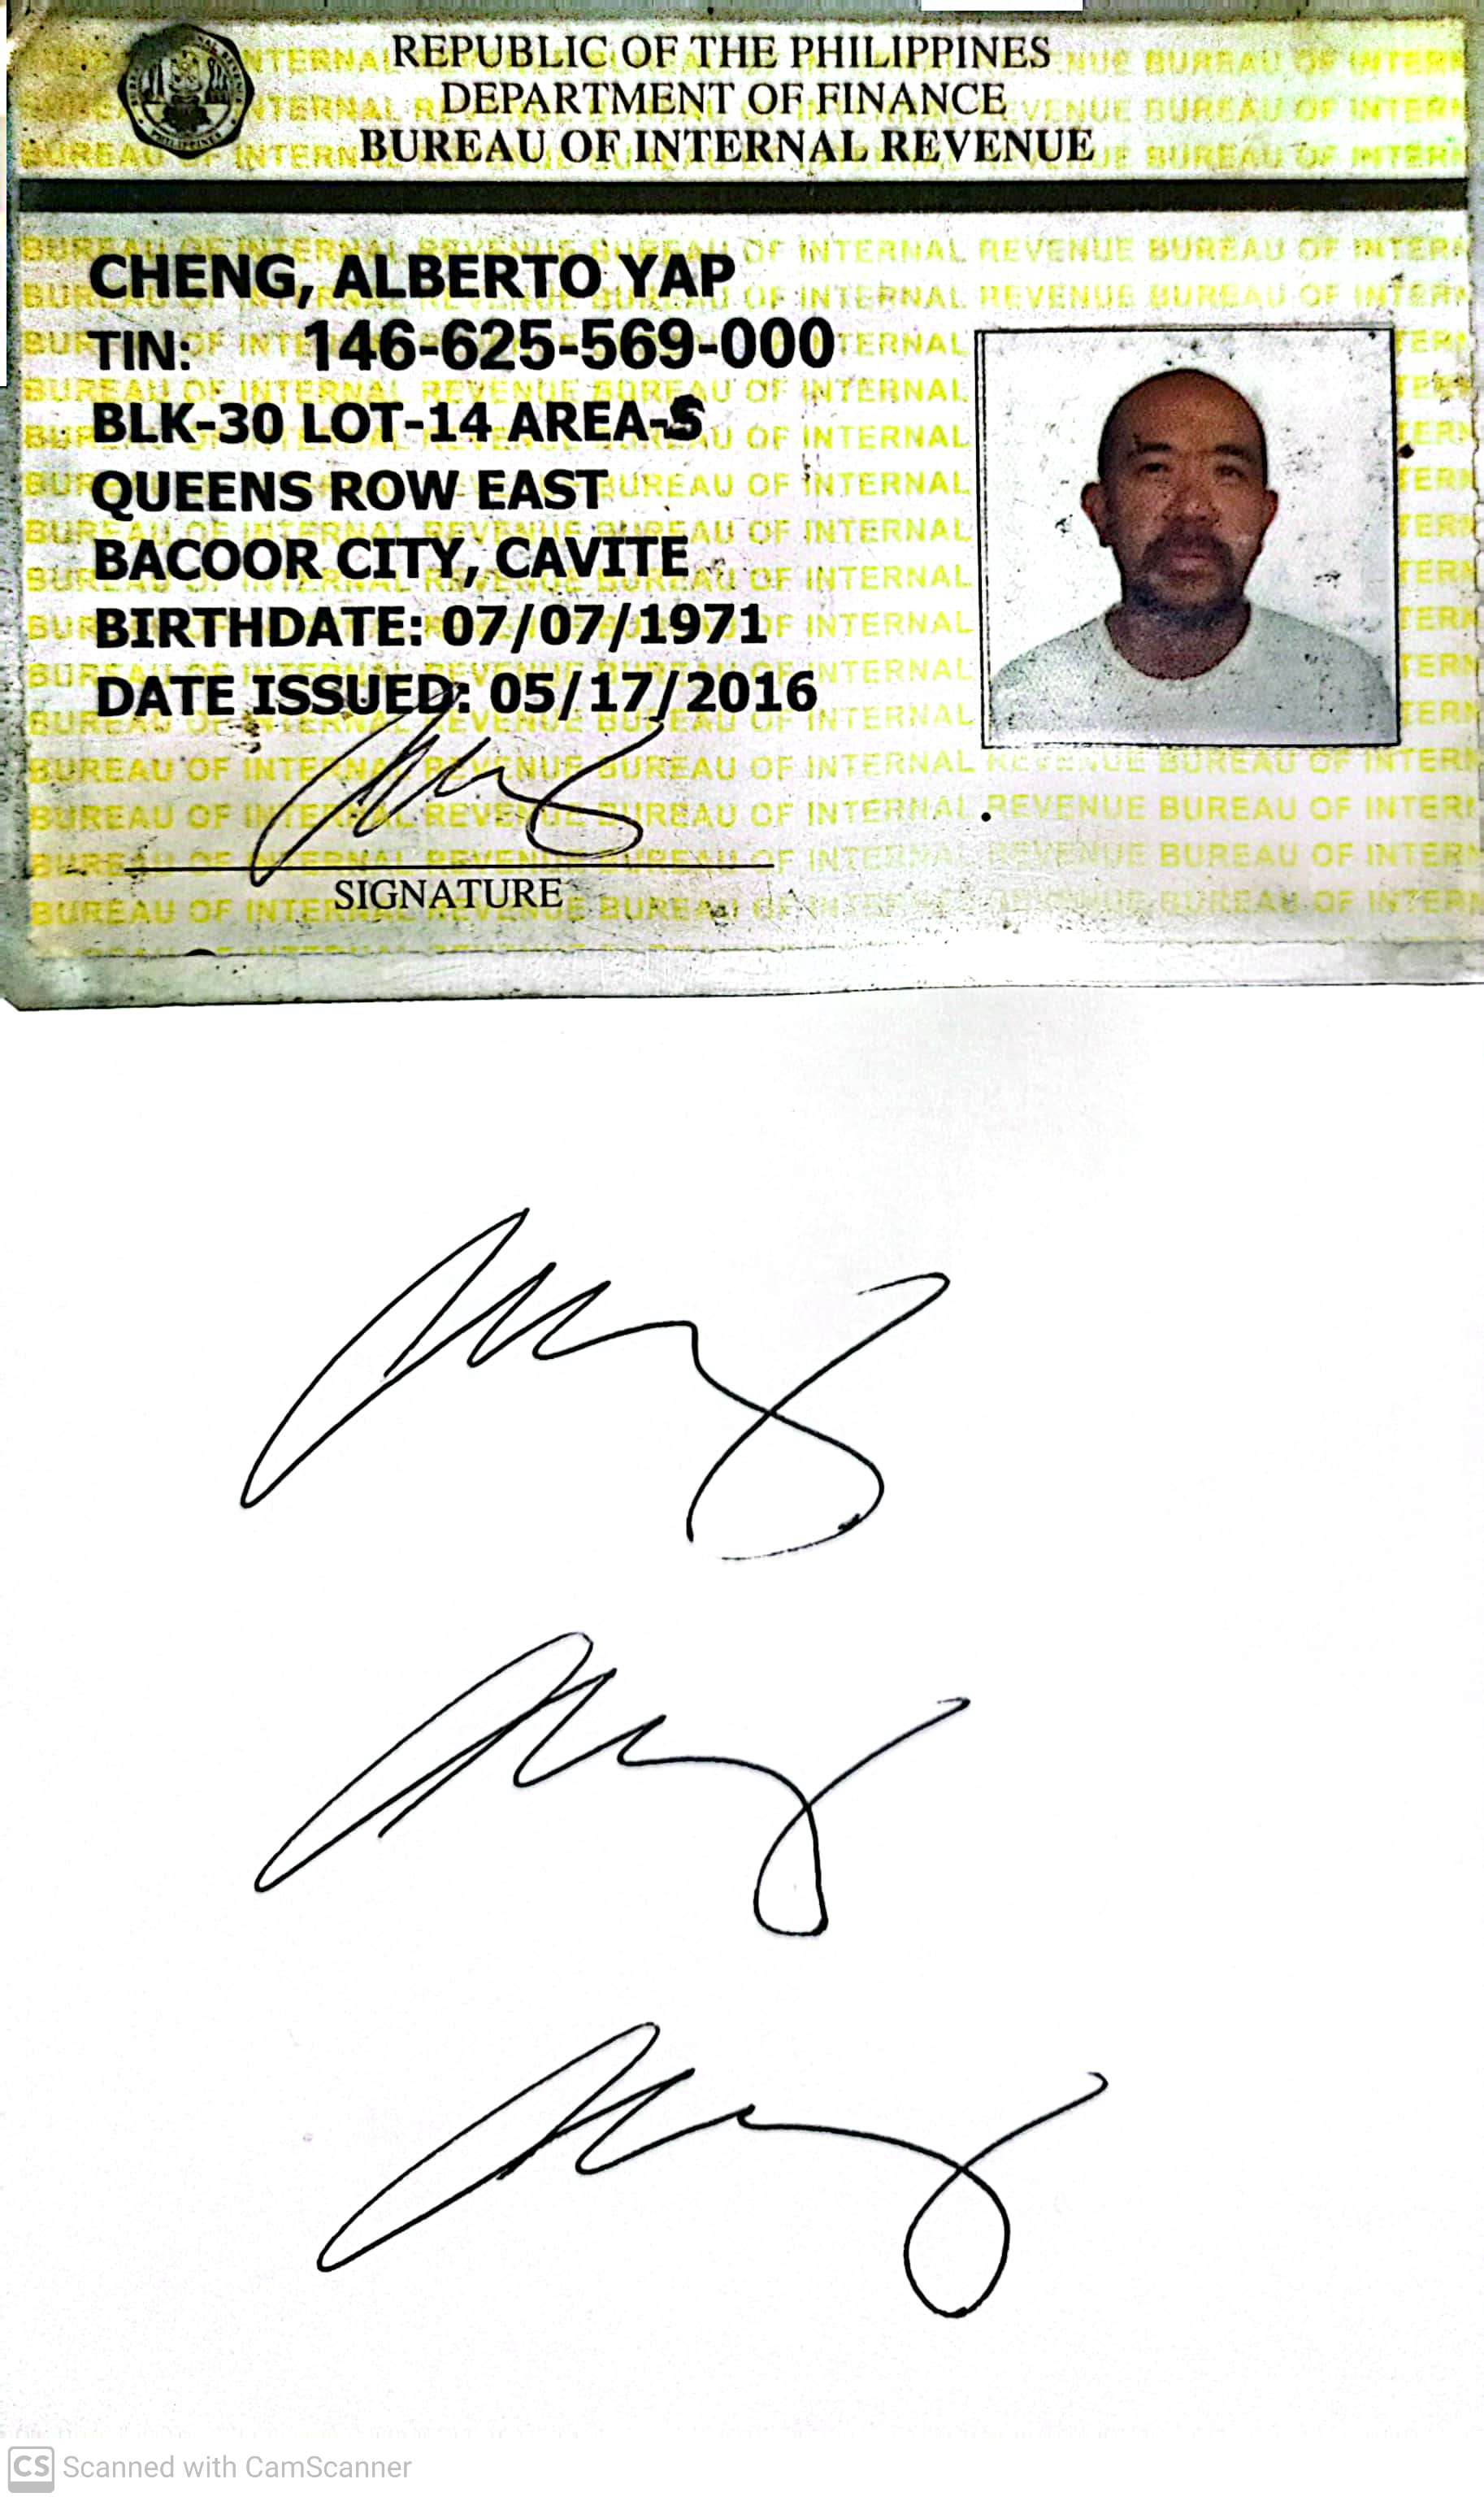 REPUBLIC OF THE PHILIPPINES
DEPARTMENT OF FINANCE
BUREAU OF INTERNAL REVENUE
CHENG, ALBERTO YAP
TIN: 146-625-569-000
BLK-30 LOT-14 AREA-S
QUEENS ROW EAST
BACOOR CITY, CAVITE
BIRTHDATE: 07/07/1971
DATE ISSUED: 05/17/2016
SIGNATURE
CS Scanned with CamScanner